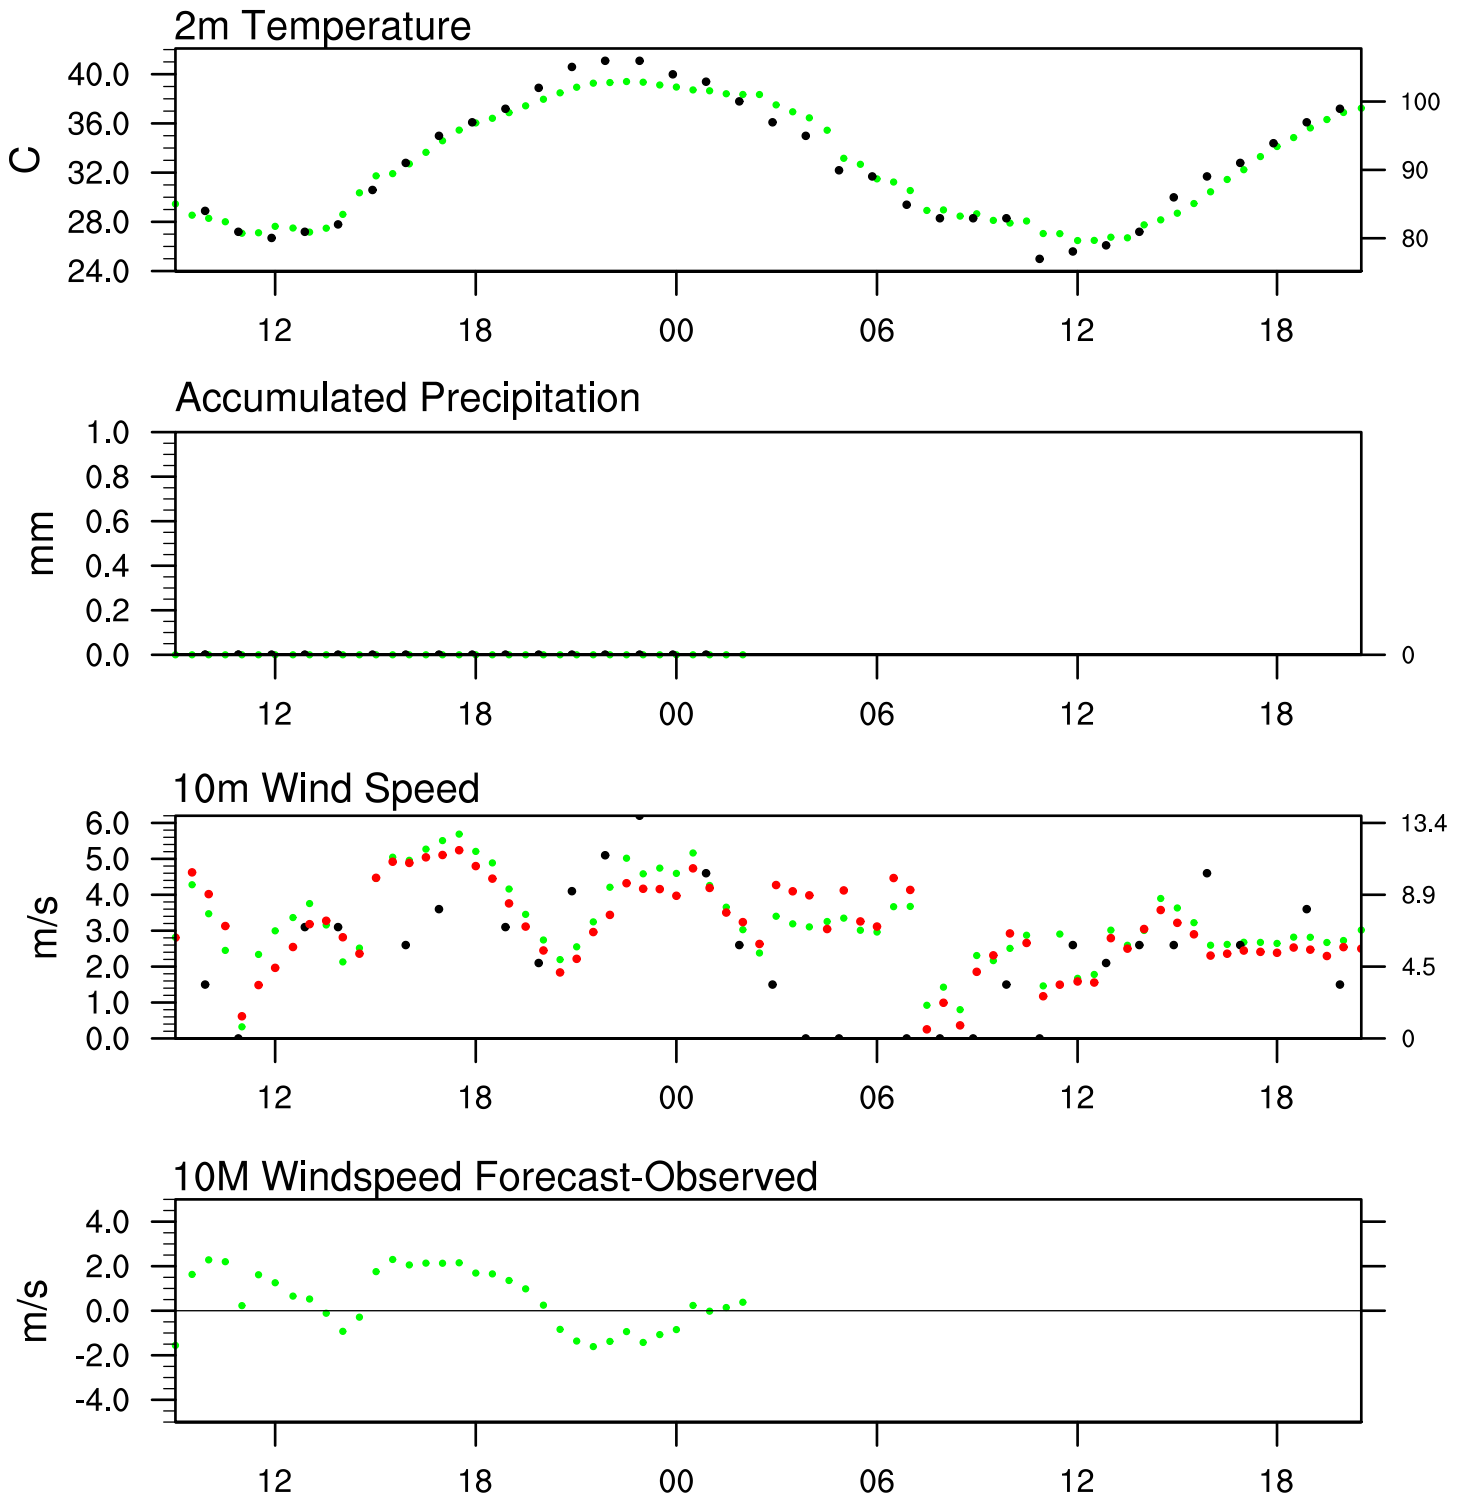 2m Temperature
40.0
36.0
32.0
28.0
24.0
C
100
90
80
12 18 00 06 12 18
Accumulated Precipitation
1.0
0.8
0.6
0.4
0.2
0.0
mm
0
12 18 00 06 12 18
10m Wind Speed
6.0
5.0
4.0
3.0
2.0
1.0
0.0
m/s
13.4
8.9
4.5
0
12 18 00 06 12 18
10M Windspeed Forecast-Observed
4.0
2.0
0.0
-2.0
-4.0
m/s
12 18 00 06 12 18